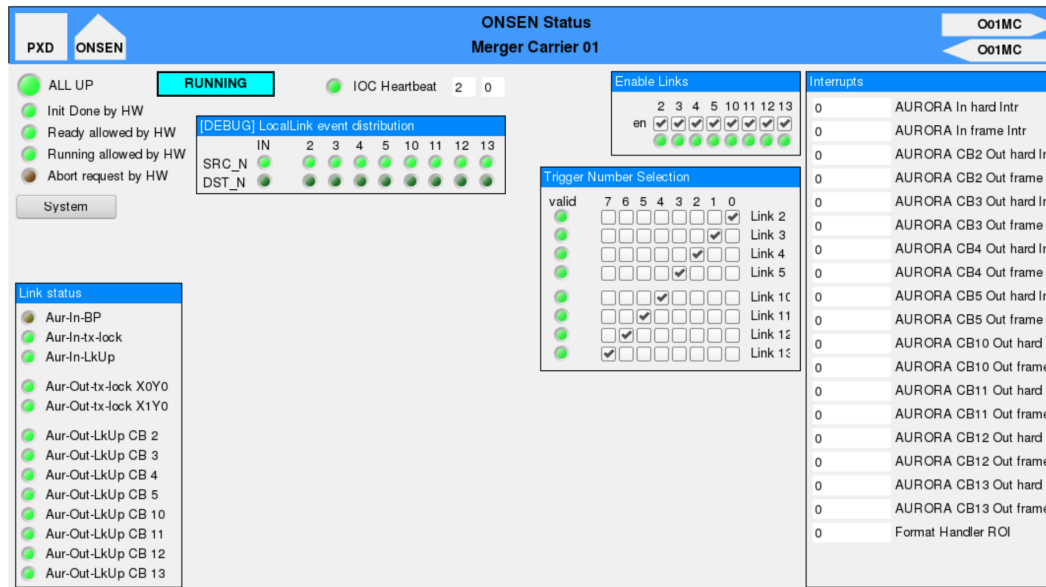 ONSEN Status
Merger Carrier 01
PXD ONSEN
O01MC
O01MC
ALL UP RUNNING IOC Heartbeat 2 0
Init Done by HW
Ready allowed by HW
Running allowed by HW
Abort request by HW
System
[DEBUG] LocalLink event distribution
IN 2 3 4 5 10 11 12 13
SRC_N
DST_N
Enable Links
2 3 4 5 10 11 12 13
en
Trigger Number Selection
valid 7 6 5 4 3 2 1 0
Link 2
Link 3
Link 4
Link 5
Link 10
Link 11
Link 12
Link 13
Link status
Aur-In-BP
Aur-In-tx-lock
Aur-In-LkUp
Aur-Out-tx-lock X0Y0
Aur-Out-tx-lock X1Y0
Aur-Out-LkUp CB 2
Aur-Out-LkUp CB 3
Aur-Out-LkUp CB 4
Aur-Out-LkUp CB 5
Aur-Out-LkUp CB 10
Aur-Out-LkUp CB 11
Aur-Out-LkUp CB 12
Aur-Out-LkUp CB 13
Interrupts
0 AURORA In hard Intr
0 AURORA In frame Intr
0 AURORA CB2 Out hard
0 AURORA CB2 Out frame
0 AURORA CB3 Out hard
0 AURORA CB3 Out frame
0 AURORA CB4 Out hard
0 AURORA CB4 Out frame
0 AURORA CB5 Out hard
0 AURORA CB5 Out frame
0 AURORA CB10 Out hard
0 AURORA CB10 Out frame
0 AURORA CB11 Out hard
0 AURORA CB11 Out frame
0 AURORA CB12 Out hard
0 AURORA CB12 Out frame
0 AURORA CB13 Out hard
0 AURORA CB13 Out frame
0 Format Handler ROI